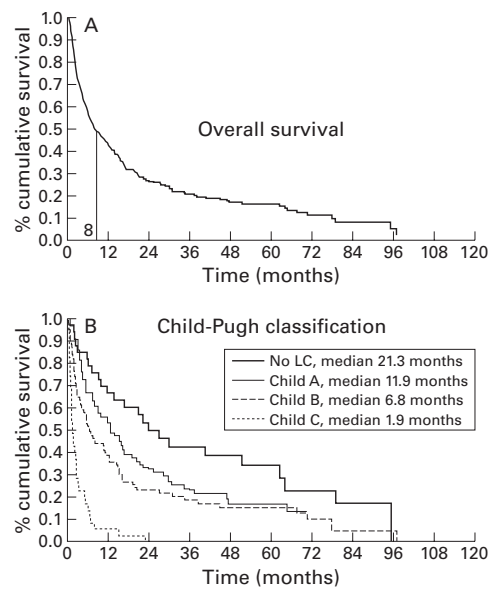 A
Overall survival
% cumulative survival
1.0
0.9
0.8
0.7
0.6
0.5
0.4
0.3
0.2
0.1
0.0
8
0 12 24 36 48 60 72 84 96 108 120
Time (months)
B
Child-Pugh classification
No LC, median 21.3 months
Child A, median 11.9 months
Child B, median 6.8 months
Child C, median 1.9 months
% cumulative survival
1.0
0.9
0.8
0.7
0.6
0.5
0.4
0.3
0.2
0.1
0.0
0 12 24 36 48 60 72 84 96 108 120
Time (months)